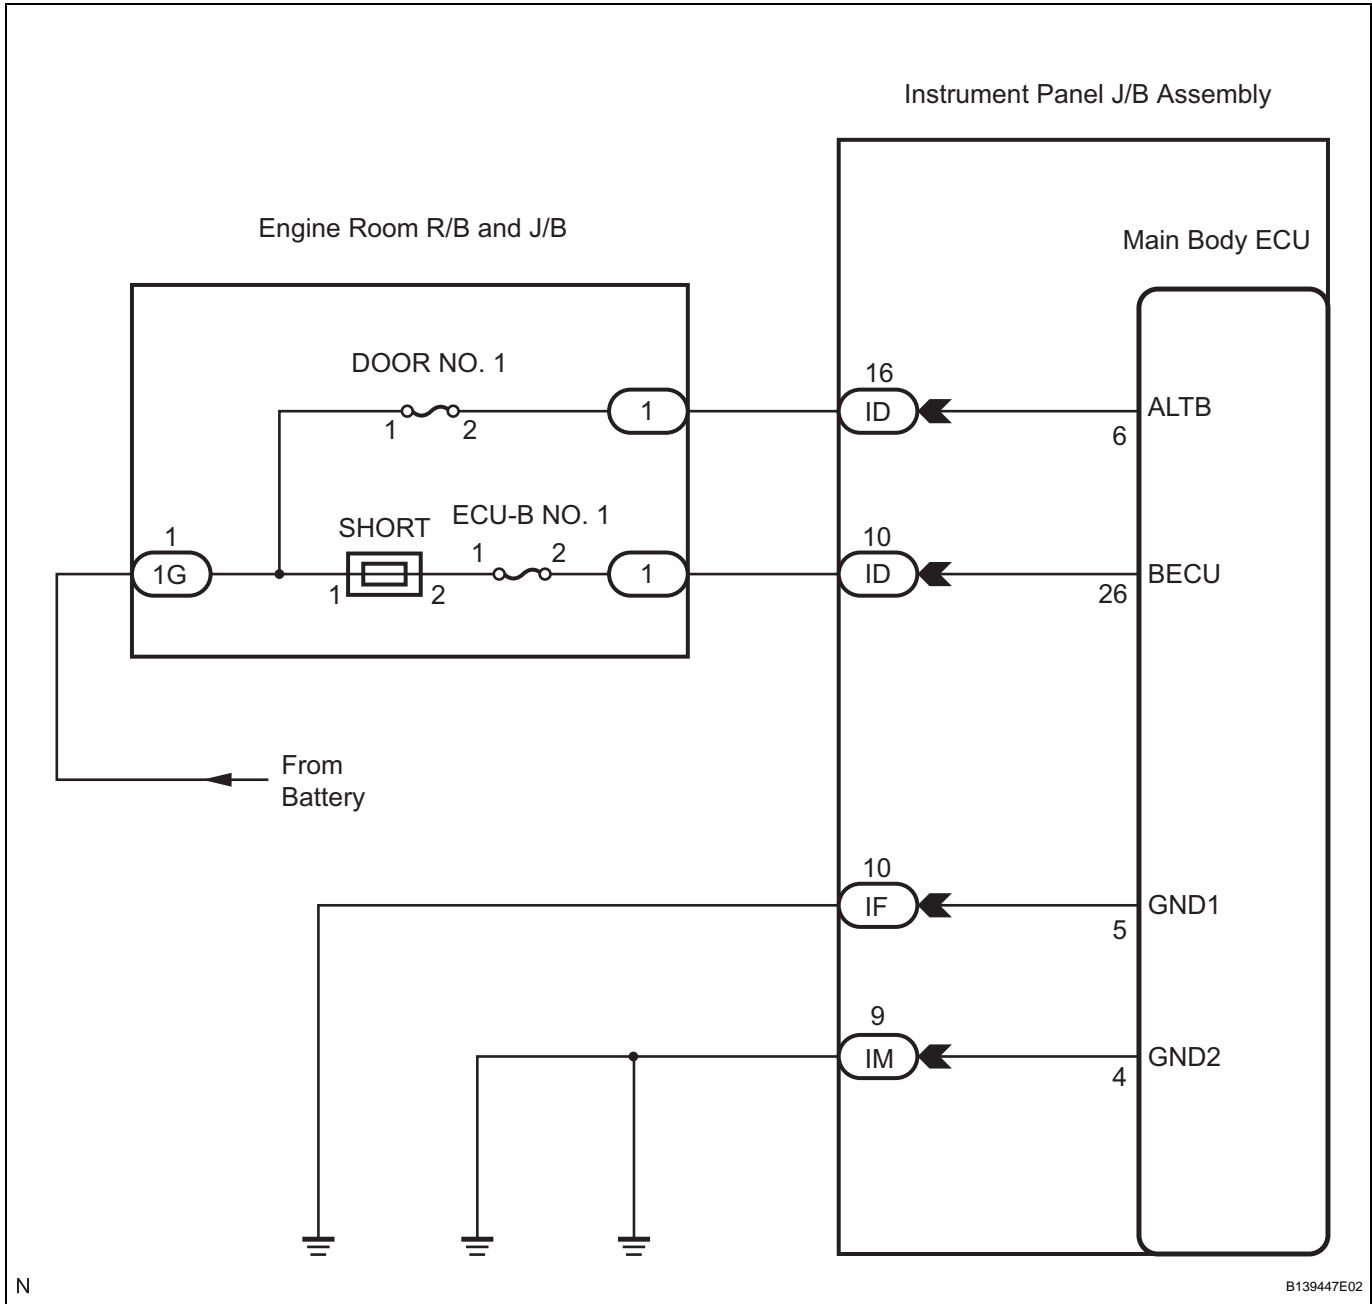 Instrument Panel J/B Assembly
Engine Room R/B and J/B
Main Body ECU
DOOR NO. 1
1 2
1
16
ID
6
ALTB
1
1G
SHORT
1 2
ECU-B NO. 1
1 2
1
10
ID
26
BECU
From
Battery
10
IF
5
GND1
9
IM
4
GND2
N
B139447E02